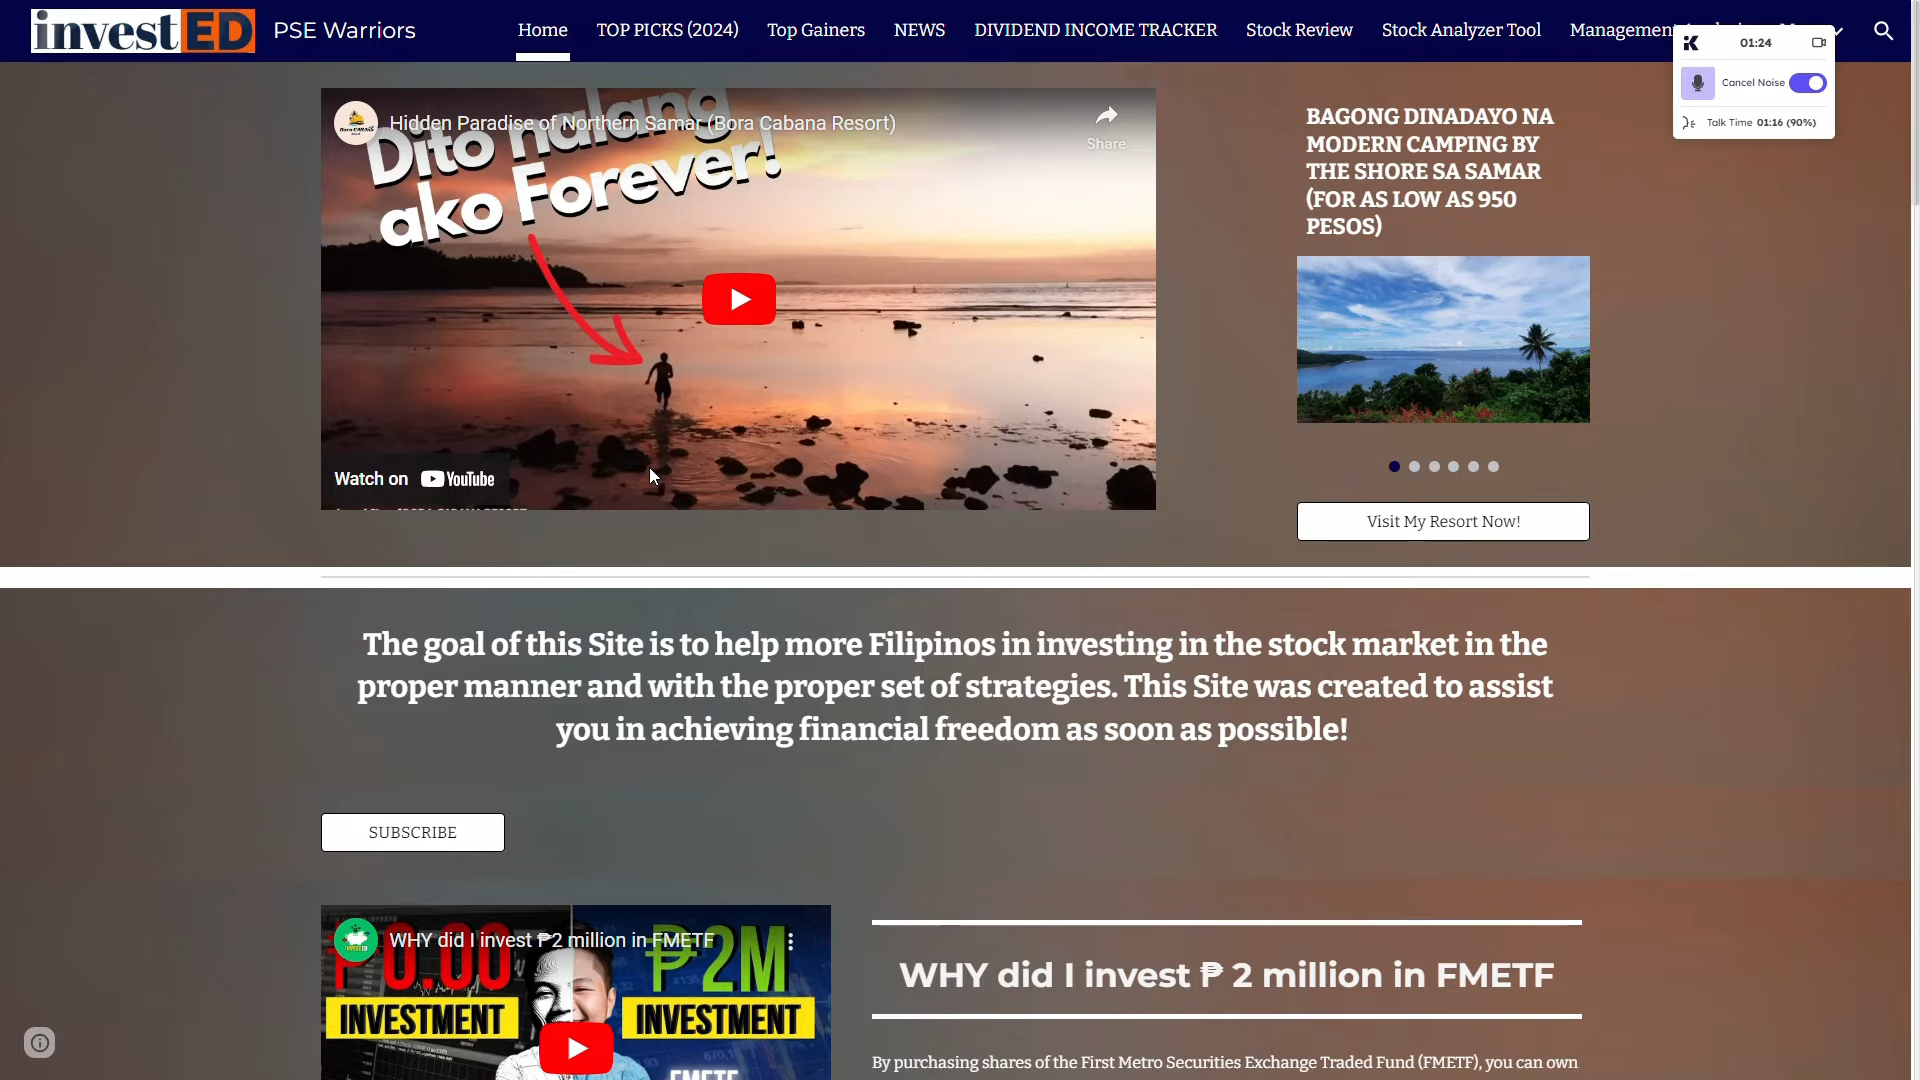 investED
PSE Warriors
Home
TOP PICKS (2024)
Top Gainers
NEWS
DIVIDEND INCOME TRACKER
Stock Review
Stock Analyzer Tool
Management
01:24
Cancel Noise
Talk Time 01:16 (90%)
Hidden Paradise of Northern Samar (Bora Cabana Resort)
Share
Dito nalang
ako Forever!
Watch on YouTube
BAGONG DINADAYO NA
MODERN CAMPING BY
THE SHORE SA SAMAR
(FOR AS LOW AS 950
PESOS)
Visit My Resort Now!
The goal of this Site is to help more Filipinos in investing in the stock market in the
proper manner and with the proper set of strategies. This Site was created to assist
you in achieving financial freedom as soon as possible!
SUBSCRIBE
WHY did I invest ₱2 million in FMETF
₱0.00
INVESTMENT
₱2M
INVESTMENT
FMETF
WHY did I invest ₱ 2 million in FMETF
By purchasing shares of the First Metro Securities Exchange Traded Fund (FMETF), you can own